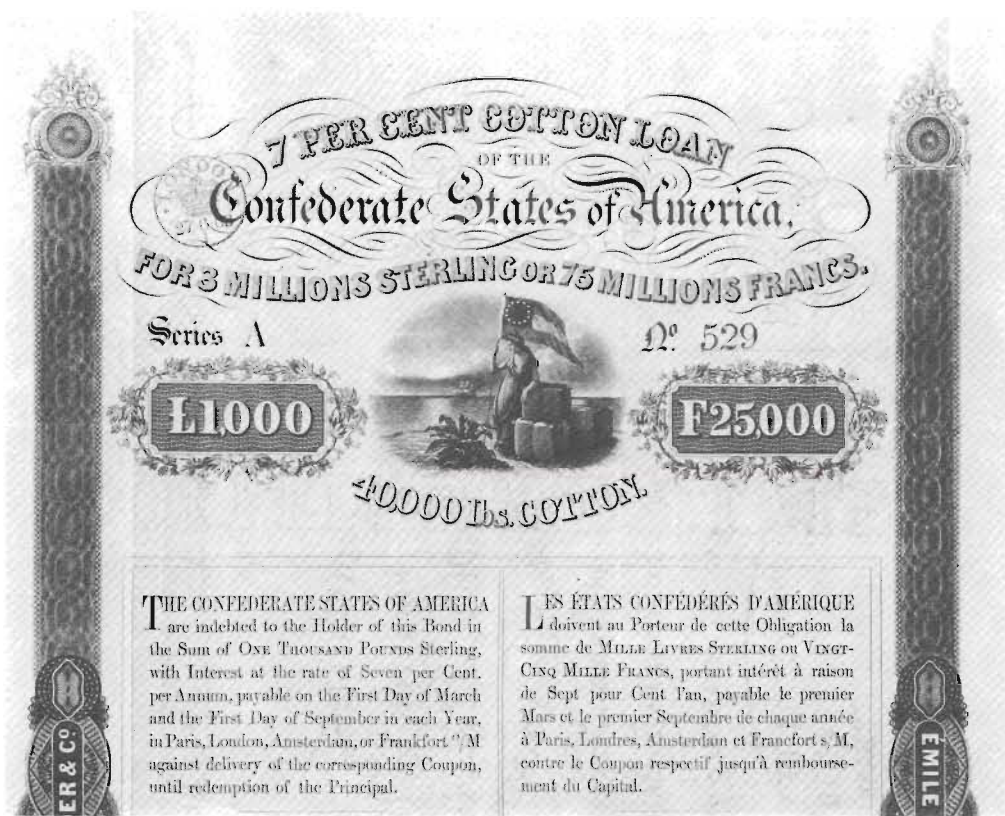 7 PER CENT COTTON LOAN
OF THE
Confederate States of America,
FOR 3 MILLIONS STERLING OR 75 MILLIONS FRANCS.
Series A
Nº 529
£1,000
F25,000
40,000 lbs. COTTON.
THE CONFEDERATE STATES OF AMERICA
are indebted to the Holder of this Bond in
the Sum of ONE THOUSAND POUNDS Sterling,
with Interest at the rate of Seven per Cent.
per Annum, payable on the First Day of March
and the First Day of September in each Year,
in Paris, London, Amsterdam, or Frankfort º/M
against delivery of the corresponding Coupon,
until redemption of the Principal.
LES ÉTATS CONFÉDÉRÉS D'AMÉRIQUE
doivent au Porteur de cette Obligation la
somme de MILLE LIVRES STERLING ou VINGT-
CINQ MILLE FRANCS, portant intérêt à raison
de Sept pour Cent l'an, payable le premier
Mars et le premier Septembre de chaque année
à Paris, Londres, Amsterdam et Francfort s/M,
contre le Coupon respectif jusqu'à rembourse-
ment du Capital.
ER & Cº
ÉMILE